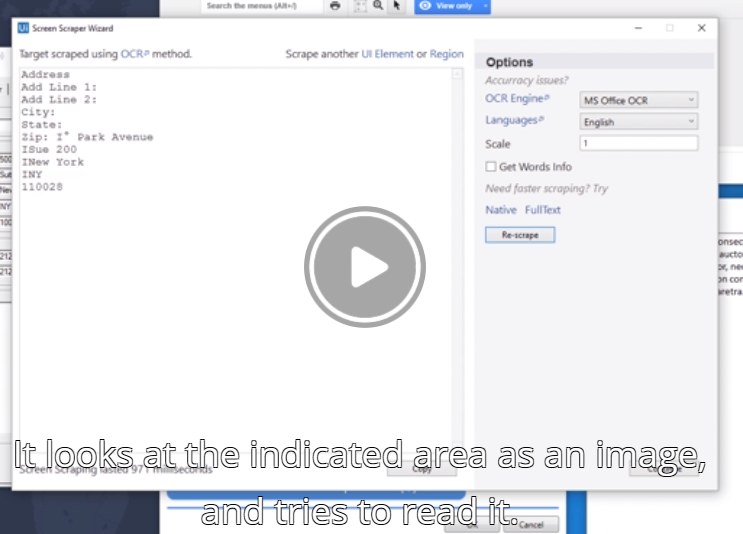 Search the menus (Alt+/)
View only
UI Screen Scraper Wizard
Target scraped using OCR method.
Scrape another UI Element or Region
Address
Add Line 1:
Add Line 2:
City:
State:
Zip: I° Park Avenue
ISue 200
INew York
INY
110028
Options
Accurracy issues?
OCR Engine
MS Office OCR
Languages
English
Scale
1
Get Words Info
Need faster scraping? Try
Native FullText
Re-scrape
It looks at the indicated area as an image,
Screen Scraping lasted 971 milliseconds
Copy
and tries to read it.
Cancel